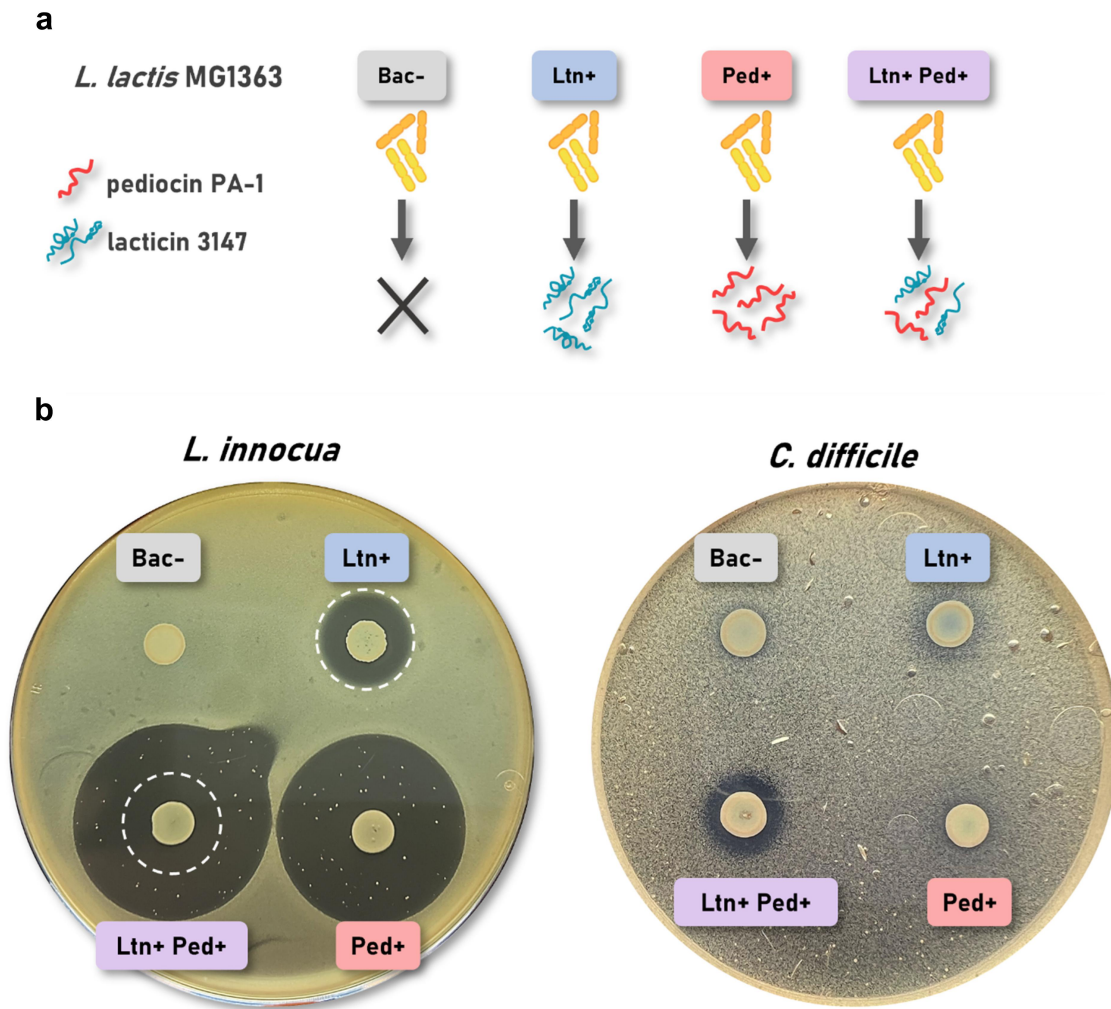 a
L. lactis MG1363
Bac-
Ltn+
Ped+
Ltn+ Ped+
pediocin PA-1
lacticin 3147
b
L. innocua
C. difficile
Bac-
Ltn+
Bac-
Ltn+
Ltn+ Ped+
Ped+
Ltn+ Ped+
Ped+